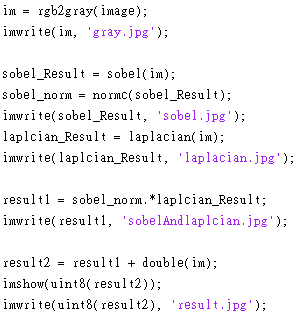 im = rgb2gray(image);
imwrite(im, 'gray.jpg');
sobel_Result = sobel(im);
sobel_norm = normc(sobel_Result);
imwrite(sobel_Result, 'sobel.jpg');
laplcian_Result = laplacian(im);
imwrite(laplcian_Result, 'laplacian.jpg');
result1 = sobel_norm.*laplcian_Result;
imwrite(result1, 'sobelAndlaplcian.jpg');
result2 = result1 + double(im);
imshow(uint8(result2));
imwrite(uint8(result2), 'result.jpg');